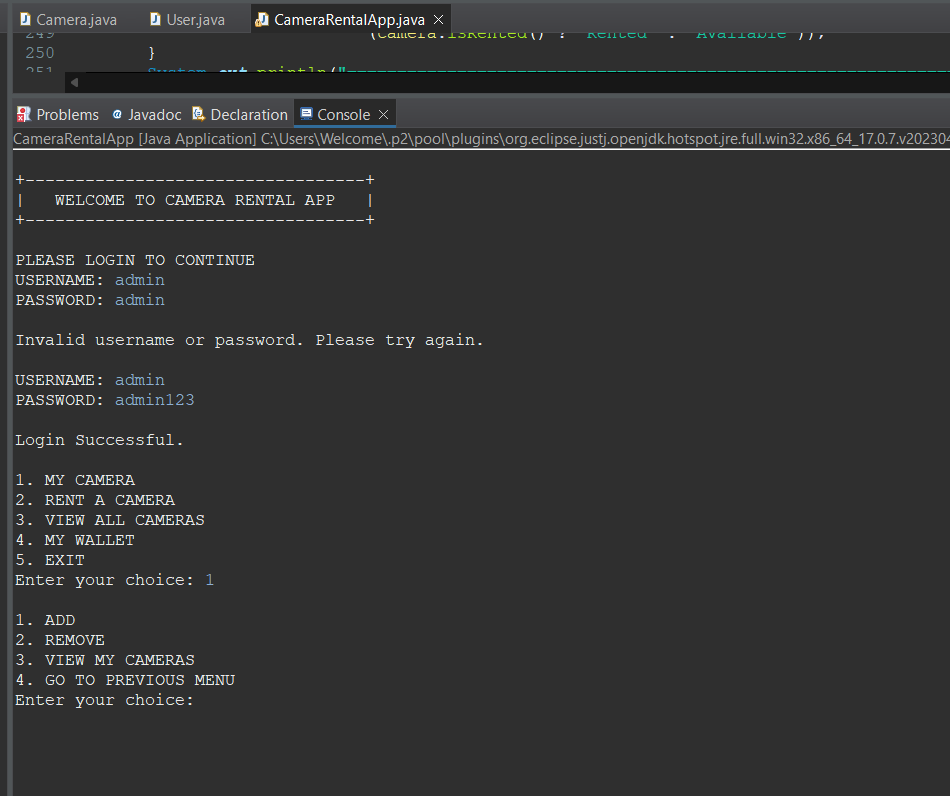 Camera.java User.java CameraRentalApp.java
249 (camera.isRented() ? "Rented" : "Available"));
250 }
251 System.out.println("
Problems Javadoc Declaration Console
CameraRentalApp [Java Application] C:\Users\Welcome\.p2\pool\plugins\org.eclipse.justj.openjdk.hotspot.jre.full.win32.x86_64_17.0.7.v202304
+----------------------------------+
| WELCOME TO CAMERA RENTAL APP |
+----------------------------------+
PLEASE LOGIN TO CONTINUE
USERNAME: admin
PASSWORD: admin
Invalid username or password. Please try again.
USERNAME: admin
PASSWORD: admin123
Login Successful.
1. MY CAMERA
2. RENT A CAMERA
3. VIEW ALL CAMERAS
4. MY WALLET
5. EXIT
Enter your choice: 1
1. ADD
2. REMOVE
3. VIEW MY CAMERAS
4. GO TO PREVIOUS MENU
Enter your choice: